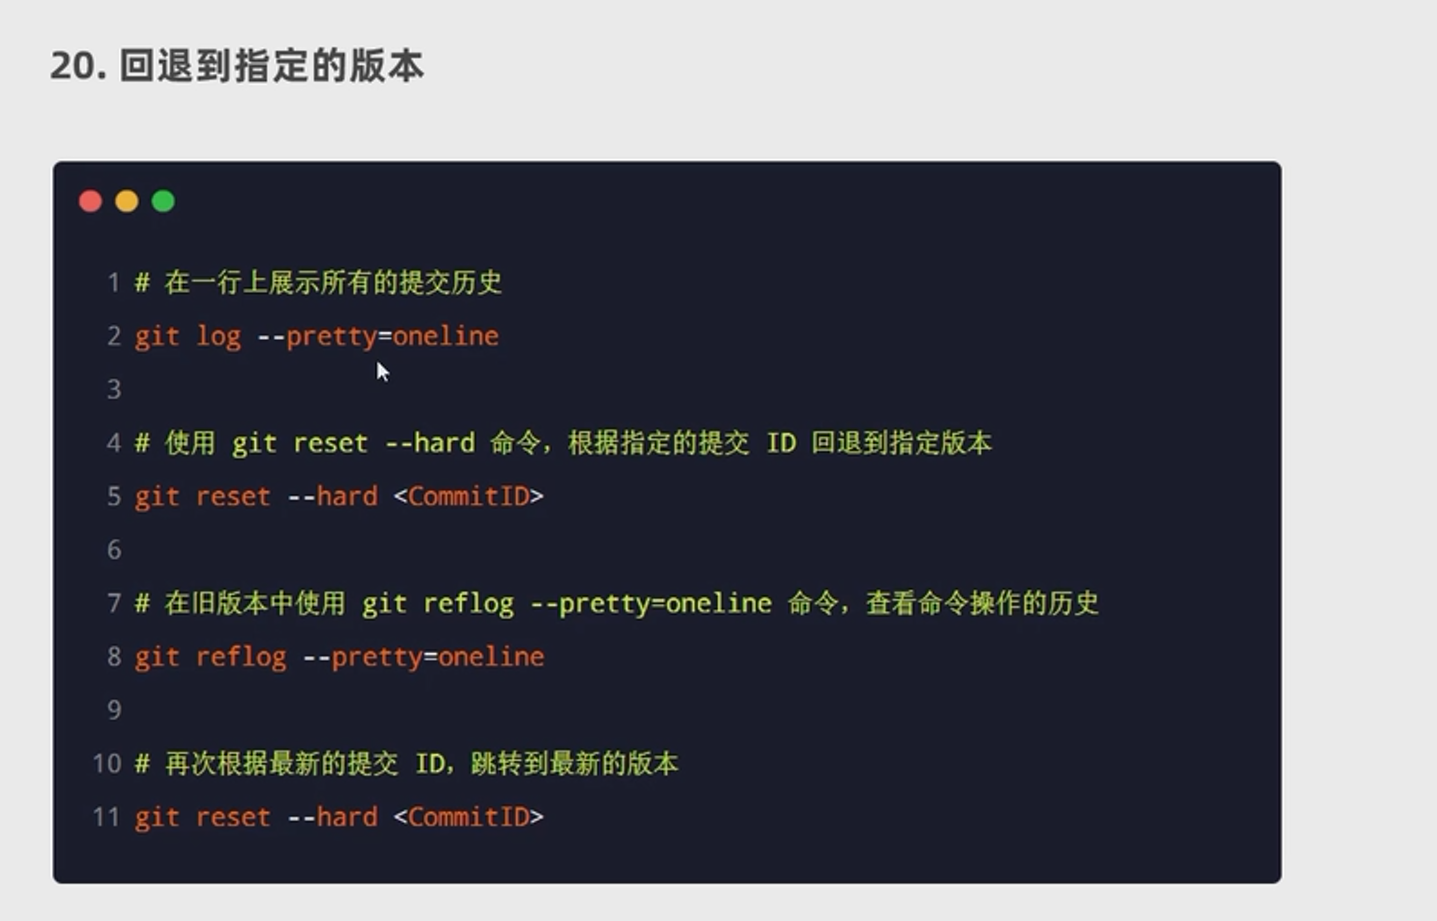 20. 回退到指定的版本
1 # 在一行上展示所有的提交历史
2 git log --pretty=oneline
3
4 # 使用 git reset --hard 命令，根据指定的提交 ID 回退到指定版本
5 git reset --hard <CommitID>
6
7 # 在旧版本中使用 git reflog --pretty=oneline 命令，查看命令操作的历史
8 git reflog --pretty=oneline
9
10 # 再次根据最新的提交 ID，跳转到最新的版本
11 git reset --hard <CommitID>